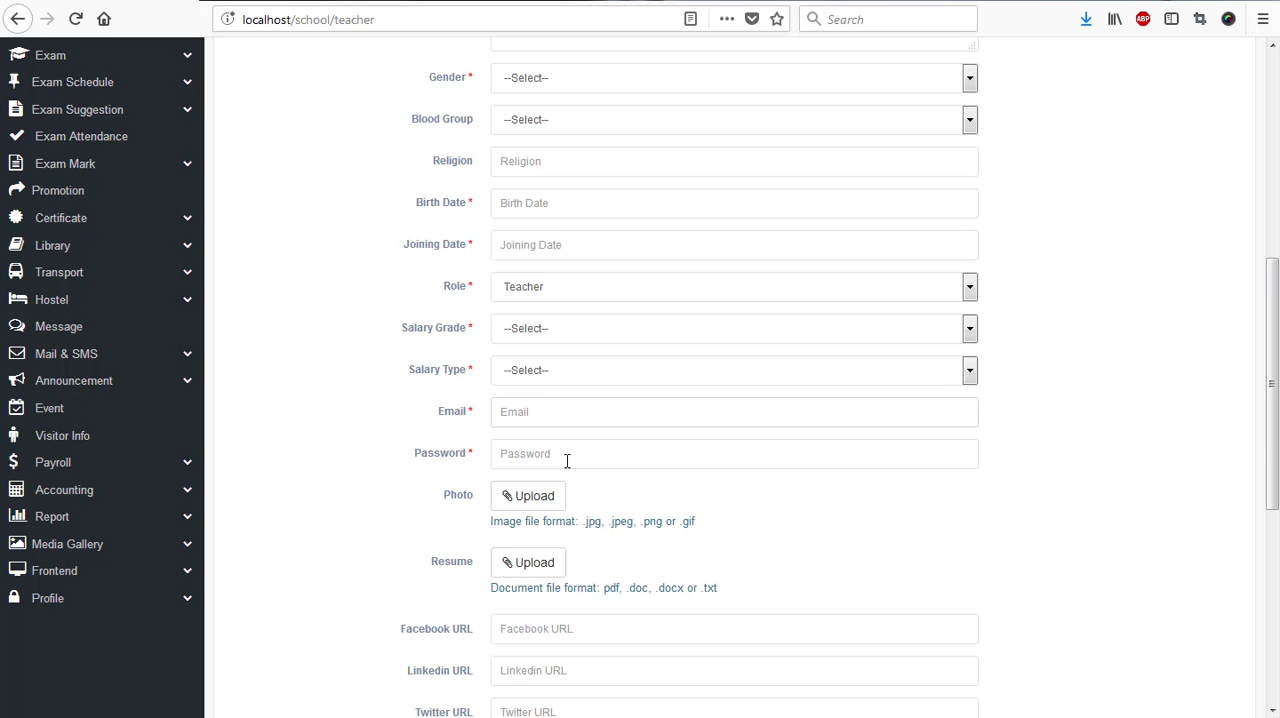 localhost/school/teacher
Search
ABP
Exam
Exam Schedule
Exam Suggestion
Exam Attendance
Exam Mark
Promotion
Certificate
Library
Transport
Hostel
Message
Mail & SMS
Announcement
Event
Visitor Info
Payroll
Accounting
Report
Media Gallery
Frontend
Profile
Gender * --Select--
Blood Group --Select--
Religion Religion
Birth Date * Birth Date
Joining Date * Joining Date
Role * Teacher
Salary Grade * --Select--
Salary Type * --Select--
Email * Email
Password * Password
Photo Upload
Image file format: .jpg, .jpeg, .png or .gif
Resume Upload
Document file format: pdf, .doc, .docx or .txt
Facebook URL Facebook URL
Linkedin URL Linkedin URL
Twitter URL Twitter URL